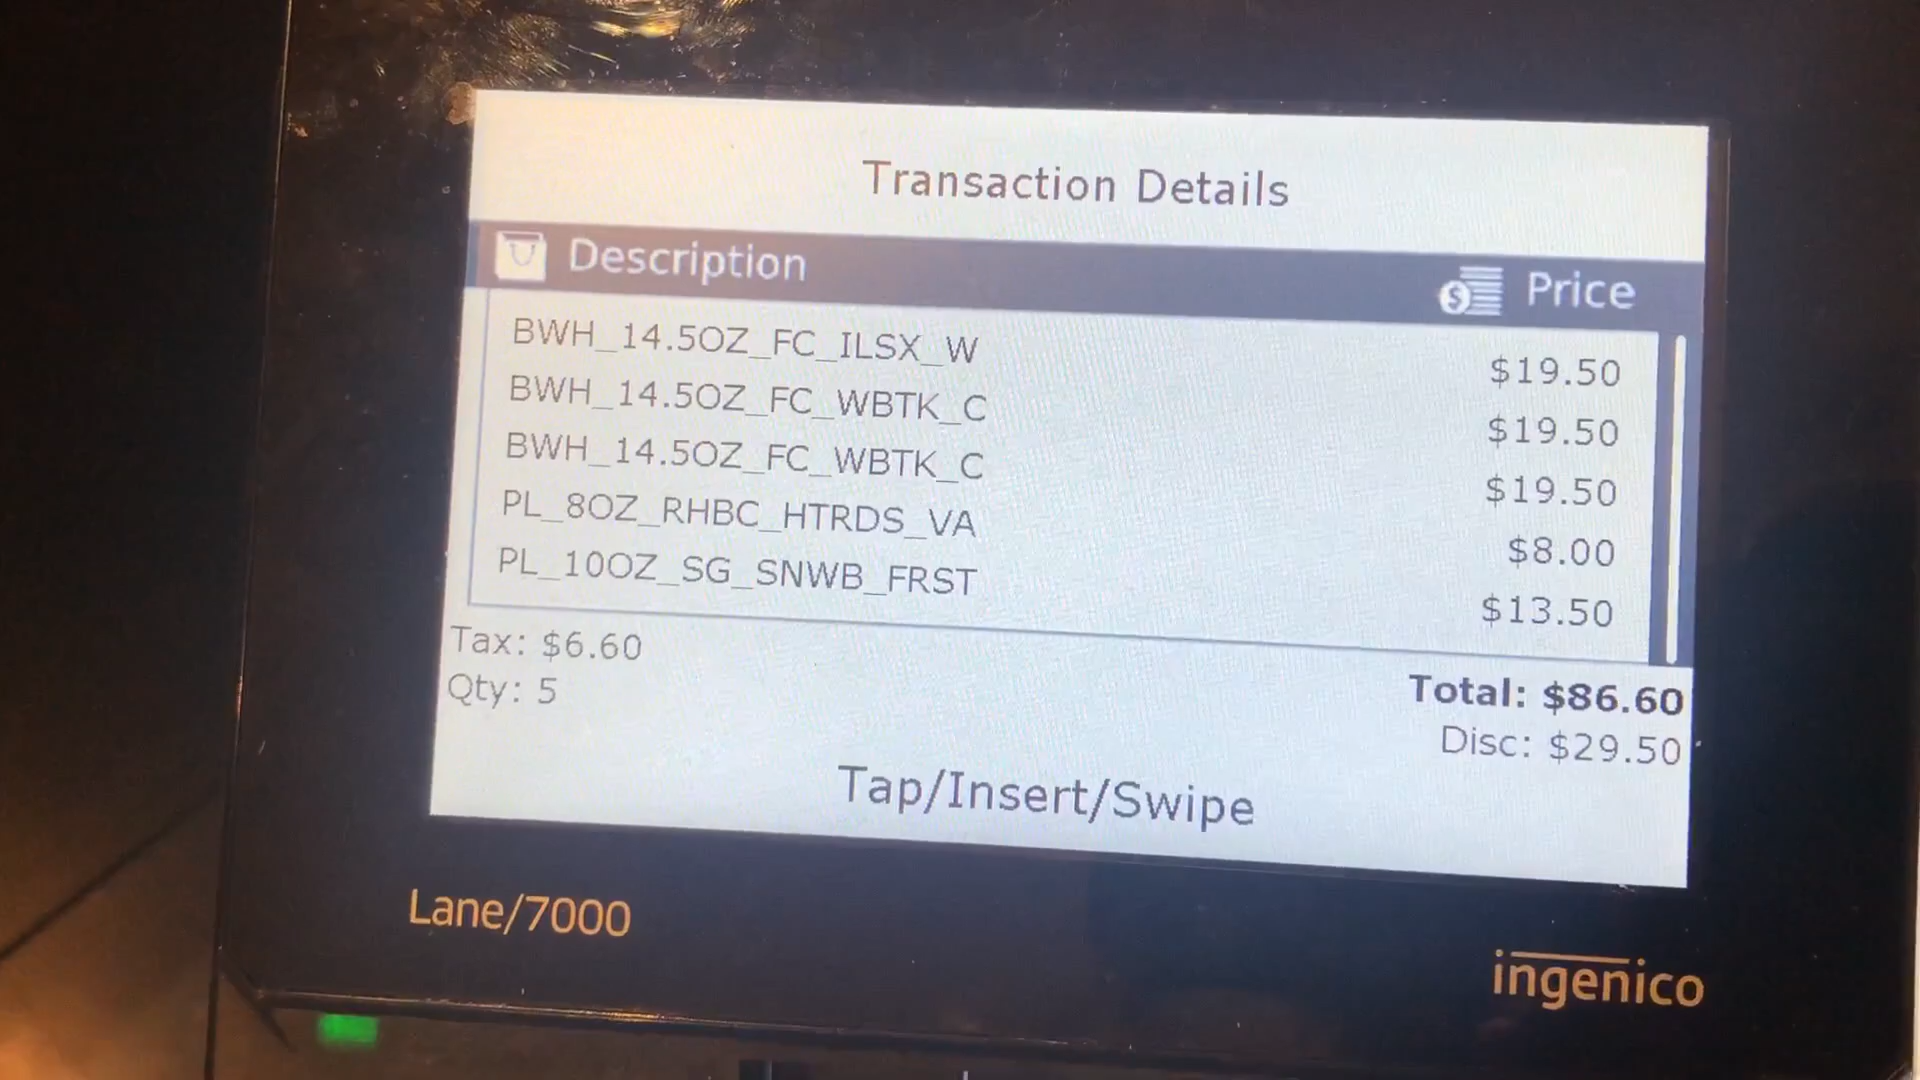 Transaction Details
Description Price
BWH_14.5OZ_FC_ILSX_W $19.50
BWH_14.5OZ_FC_WBTK_C $19.50
BWH_14.5OZ_FC_WBTK_C $19.50
PL_8OZ_RHBC_HTRDS_VA $8.00
PL_10OZ_SG_SNWB_FRST $13.50
Tax: $6.60
Qty: 5
Total: $86.60
Disc: $29.50
Tap/Insert/Swipe
Lane/7000
ingenico